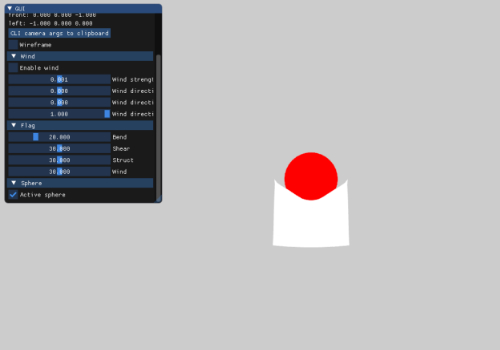 GUI
front: 0.000 0.000 -1.000
left: -1.000 0.000 0.000
CLI camera args to clipboard
Wireframe
Wind
Enable wind
0.001 Wind strengl
0.000 Wind directi
0.000 Wind directi
1.000 Wind directi
Flag
20.000 Bend
30.000 Shear
30.000 Struct
30.000 Wind
Sphere
Active sphere